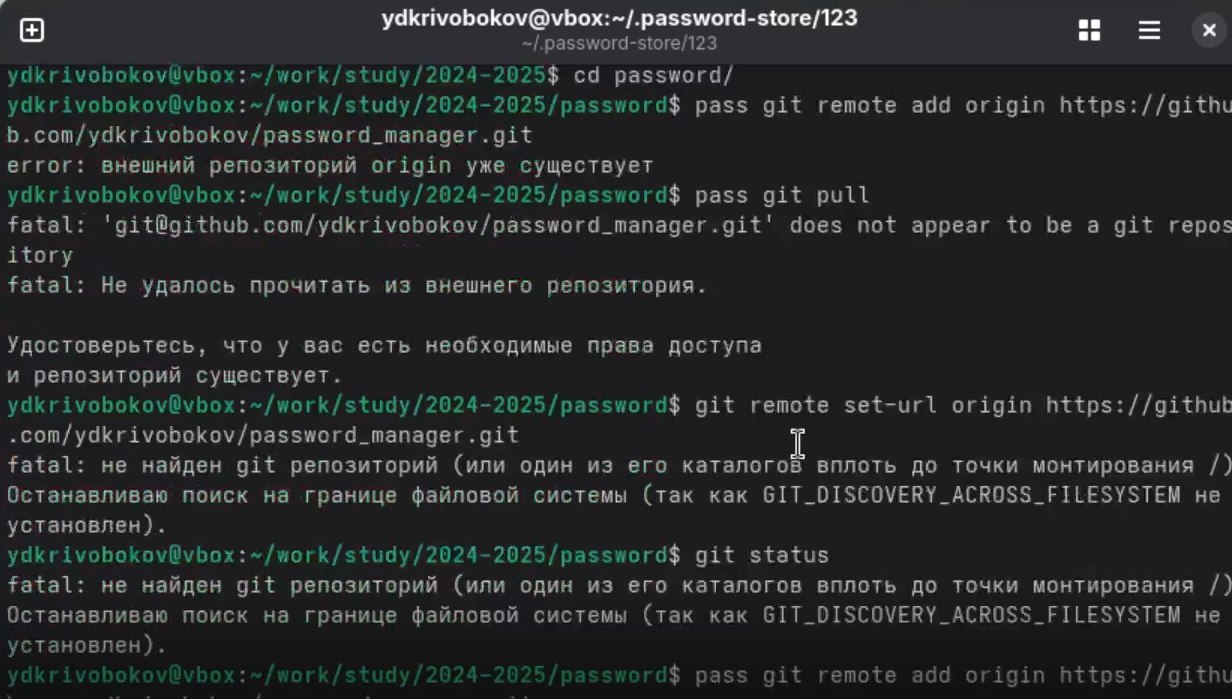 ydkrivobokov@vbox:~/.password-store/123
~/.password-store/123
ydkrivobokov@vbox:~/work/study/2024-2025$ cd password/
ydkrivobokov@vbox:~/work/study/2024-2025/password$ pass git remote add origin https://githu
b.com/ydkrivobokov/password_manager.git
error: внешний репозиторий origin уже существует
ydkrivobokov@vbox:~/work/study/2024-2025/password$ pass git pull
fatal: 'git@github.com/ydkrivobokov/password_manager.git' does not appear to be a git repos
itory
fatal: Не удалось прочитать из внешнего репозитория.
Удостоверьтесь, что у вас есть необходимые права доступа
и репозиторий существует.
ydkrivobokov@vbox:~/work/study/2024-2025/password$ git remote set-url origin https://github
.com/ydkrivobokov/password_manager.git
fatal: не найден git репозиторий (или один из его каталогов вплоть до точки монтирования /)
Останавливаю поиск на границе файловой системы (так как GIT_DISCOVERY_ACROSS_FILESYSTEM не
установлен).
ydkrivobokov@vbox:~/work/study/2024-2025/password$ git status
fatal: не найден git репозиторий (или один из его каталогов вплоть до точки монтирования /)
Останавливаю поиск на границе файловой системы (так как GIT_DISCOVERY_ACROSS_FILESYSTEM не
установлен).
ydkrivobokov@vbox:~/work/study/2024-2025/password$ pass git remote add origin https://githu